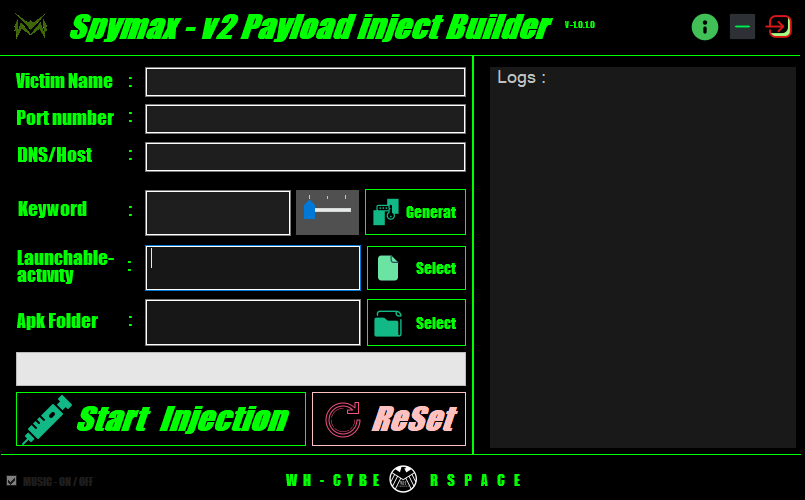 Spymax - v2 Payload inject Builder V-1.0.1.0
Victim Name :
Port number :
DNS/Host :
Keyword : Generat
Launchable-
activity : Select
Apk Folder : Select
Start Injection ReSet
Logs :
MUSIC - ON / OFF
WH-CYBE RSPACE